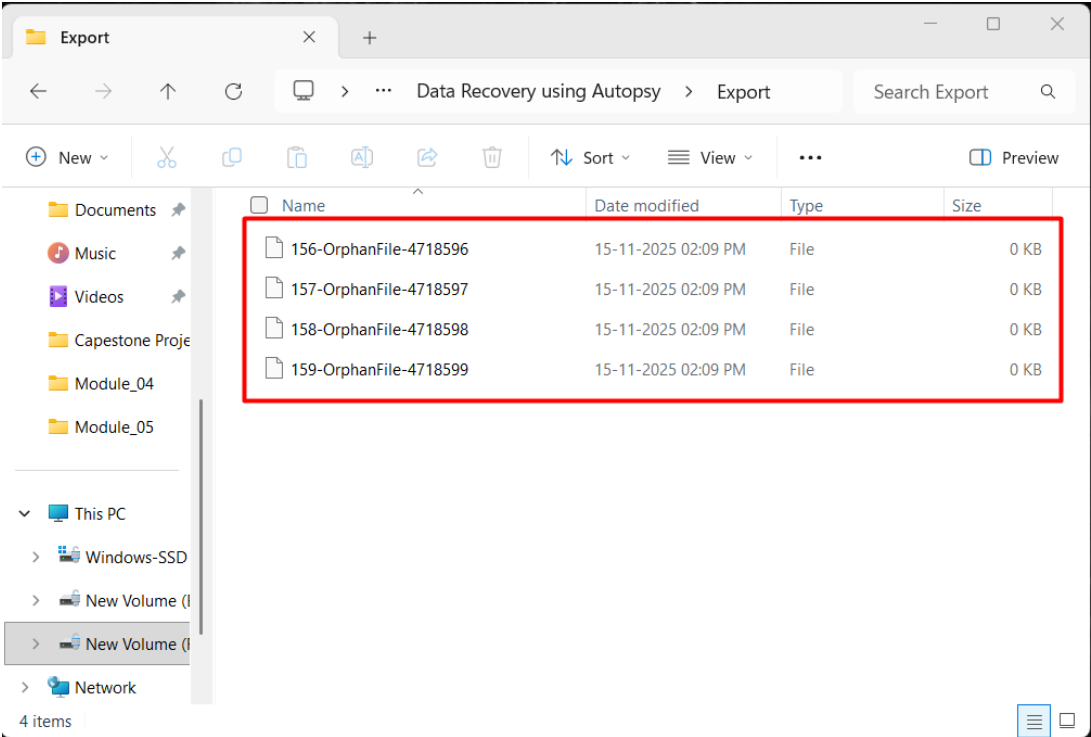 Export
Data Recovery using Autopsy > Export
Search Export
New
Sort
View
Preview
Documents
Music
Videos
Capestone Proje
Module_04
Module_05
This PC
Windows-SSD
New Volume (
New Volume (
Network
Name Date modified Type Size
156-OrphanFile-4718596 15-11-2025 02:09 PM File 0 KB
157-OrphanFile-4718597 15-11-2025 02:09 PM File 0 KB
158-OrphanFile-4718598 15-11-2025 02:09 PM File 0 KB
159-OrphanFile-4718599 15-11-2025 02:09 PM File 0 KB
4 items